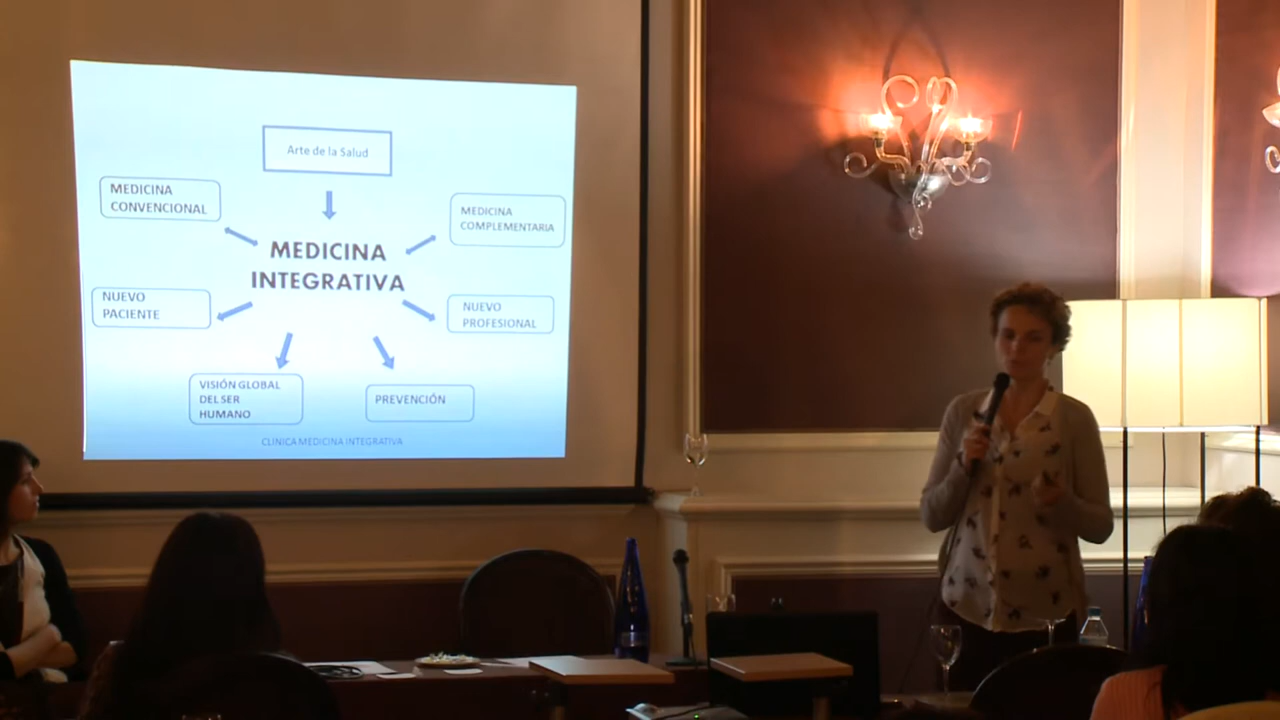 Arte de la Salud
MEDICINA
CONVENCIONAL
MEDICINA
COMPLEMENTARIA
MEDICINA
INTEGRATIVA
NUEVO
PACIENTE
NUEVO
PROFESIONAL
VISIÓN GLOBAL
DEL SER
HUMANO
PREVENCIÓN
CLINICA MEDICINA INTEGRATIVA